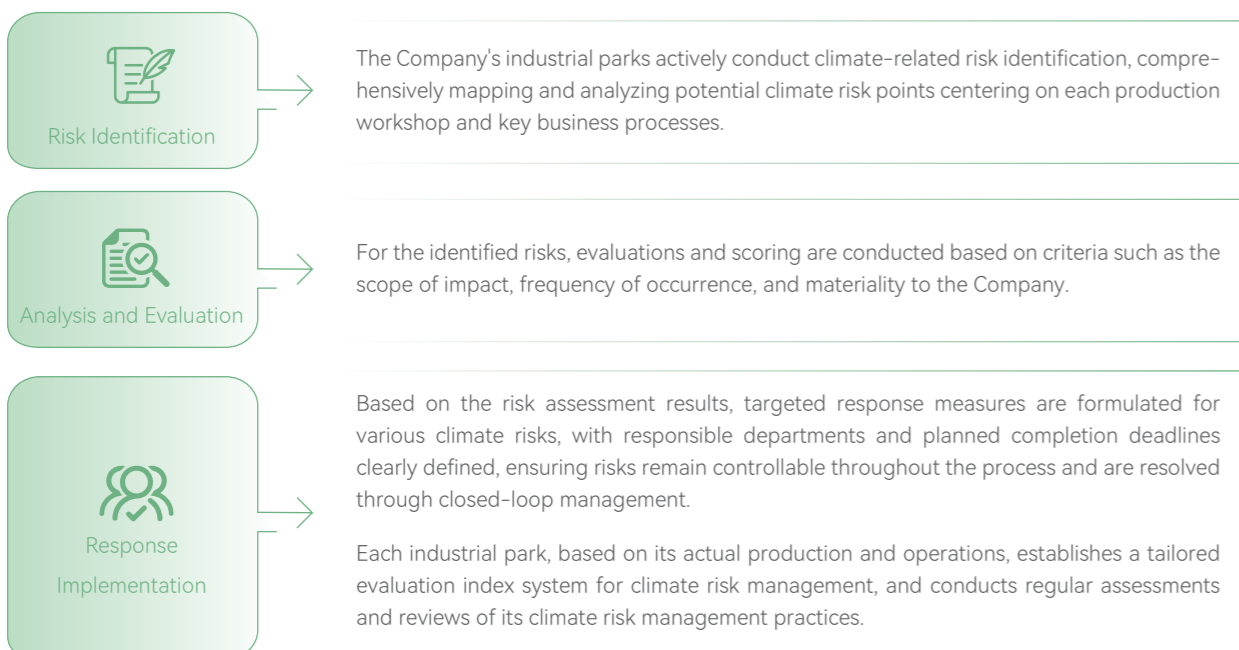 Risk Identification
The Company's industrial parks actively conduct climate-related risk identification, compre-
hensively mapping and analyzing potential climate risk points centering on each production
workshop and key business processes.
Analysis and Evaluation
For the identified risks, evaluations and scoring are conducted based on criteria such as the
scope of impact, frequency of occurrence, and materiality to the Company.
Response
Implementation
Based on the risk assessment results, targeted response measures are formulated for
various climate risks, with responsible departments and planned completion deadlines
clearly defined, ensuring risks remain controllable throughout the process and are resolved
through closed-loop management.
Each industrial park, based on its actual production and operations, establishes a tailored
evaluation index system for climate risk management, and conducts regular assessments
and reviews of its climate risk management practices.